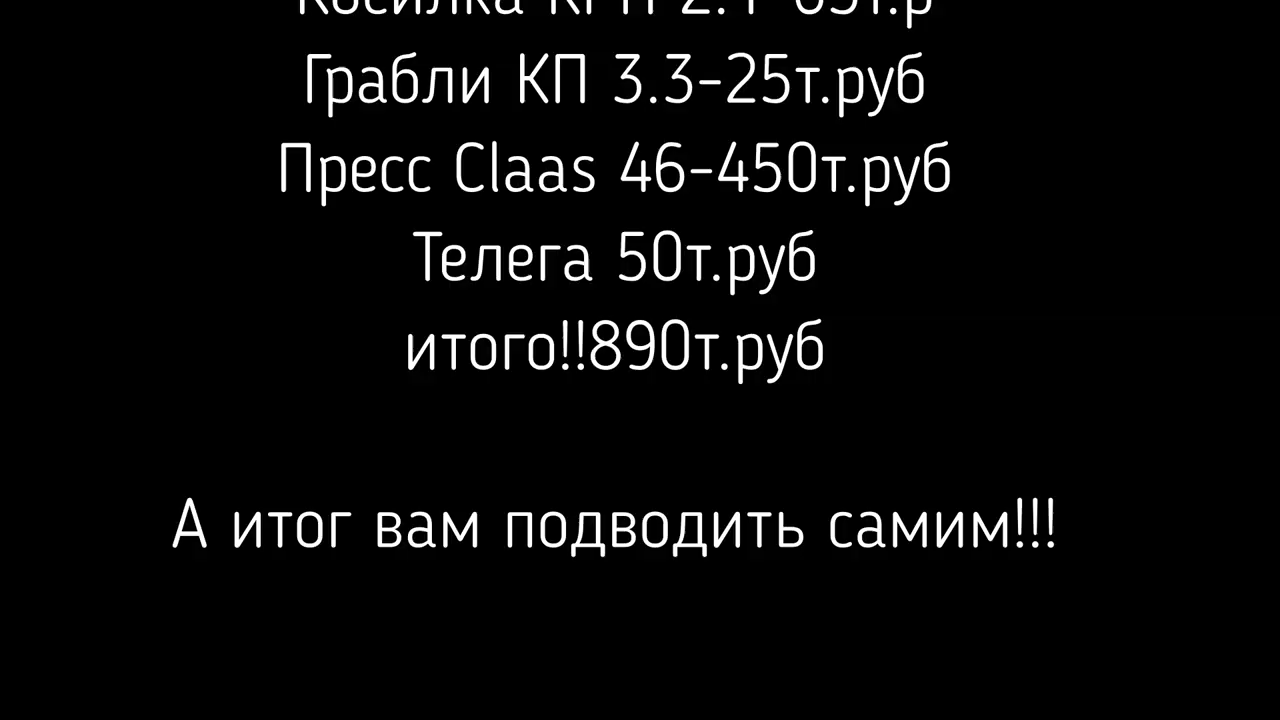 Косилка
Грабли КП 3.3-25т.руб
Пресс Claas 46-450т.руб
Телега 50т.руб
итого!!890т.руб
А итог вам подводить самим!!!